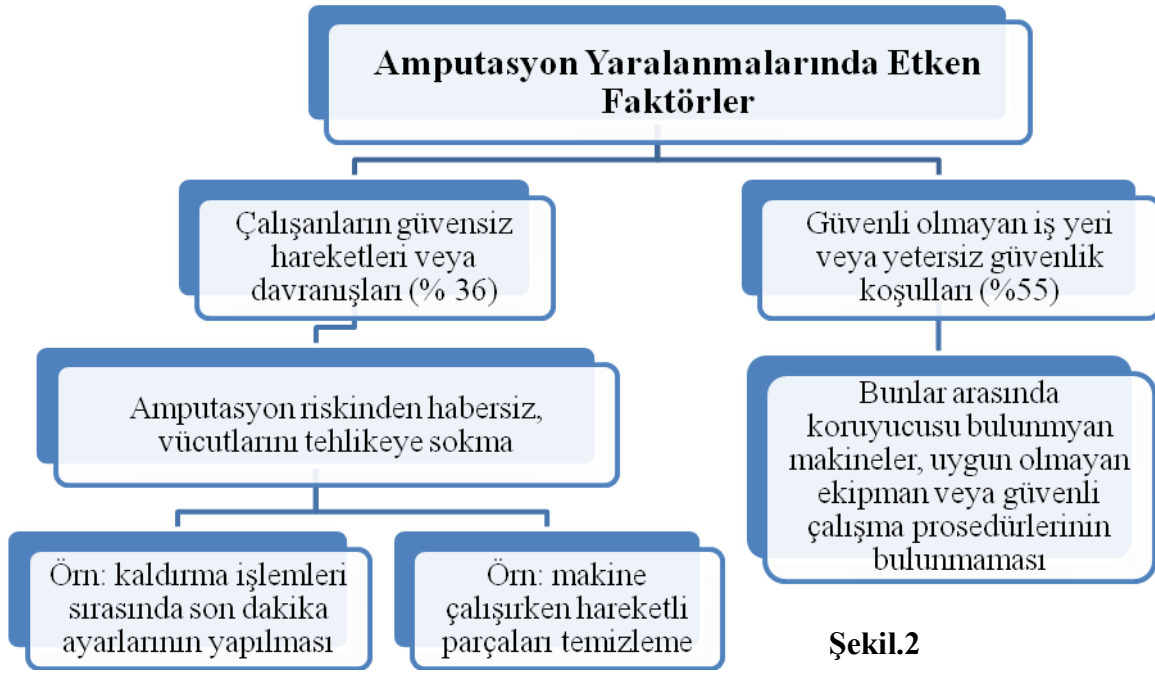 Amputasyon Yaralanmalarında Etken
Faktörler
Çalışanların güvensiz
hareketleri veya
davranışları (% 36)
Güvenli olmayan iş yeri
veya yetersiz güvenlik
koşulları (%55)
Amputasyon riskinden habersiz,
vücutlarını tehlikeye sokma
Bunlar arasında
koruyucusu bulunmyan
makineler, uygun olmayan
ekipman veya güvenli
çalışma prosedürlerinin
bulunmaması
Örn: kaldırma işlemleri
sırasında son dakika
ayarlarının yapılması
Örn: makine
çalışırken hareketli
parçaları temizleme
Şekil.2